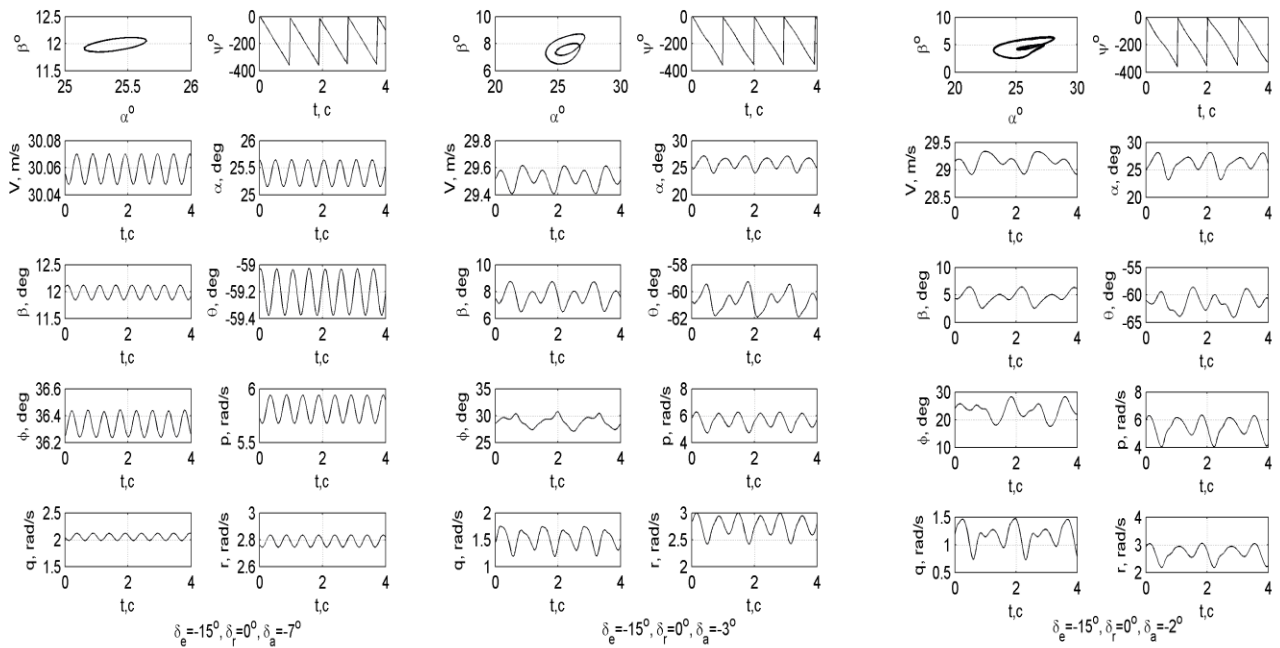 12.5
12
11.5
β°
25 25.5 26
α°
0
-200
-400
ψ°
0 2 4
t, c
30.08
30.06
30.04
V, m/s
0 2 4
t,c
26
25.5
25
α, deg
0 2 4
t,c
12.5
12
11.5
β, deg
0 2 4
t,c
-59
-59.2
-59.4
θ, deg
0 2 4
t,c
36.6
36.4
36.2
ϕ, deg
0 2 4
t,c
6
5.5
p, rad/s
0 2 4
t,c
2.5
2
1.5
q, rad/s
0 2 4
t,c
3
2.8
2.6
r, rad/s
0 2 4
t,c
δe=-15°, δr=0°, δa=-7°
10
8
6
β°
20 25 30
α°
0
-200
-400
ψ°
0 2 4
t, c
29.8
29.6
29.4
V, m/s
0 2 4
t,c
30
25
20
α, deg
0 2 4
t,c
10
8
6
β, deg
0 2 4
t,c
-58
-60
-62
θ, deg
0 2 4
t,c
35
30
25
ϕ, deg
0 2 4
t,c
8
6
4
p, rad/s
0 2 4
t,c
2
1.5
1
q, rad/s
0 2 4
t,c
3
2.5
2
r, rad/s
0 2 4
t,c
δe=-15°, δr=0°, δa=-3°
10
5
0
β°
20 25 30
α°
0
-200
-400
ψ°
0 2 4
t, c
29.5
29
28.5
V, m/s
0 2 4
t,c
30
25
20
α, deg
0 2 4
t,c
10
5
0
β, deg
0 2 4
t,c
-55
-60
-65
θ, deg
0 2 4
t,c
30
20
10
ϕ, deg
0 2 4
t,c
8
6
4
p, rad/s
0 2 4
t,c
1.5
1
0.5
q, rad/s
0 2 4
t,c
4
3
2
r, rad/s
0 2 4
t,c
δe=-15°, δr=0°, δa=-2°